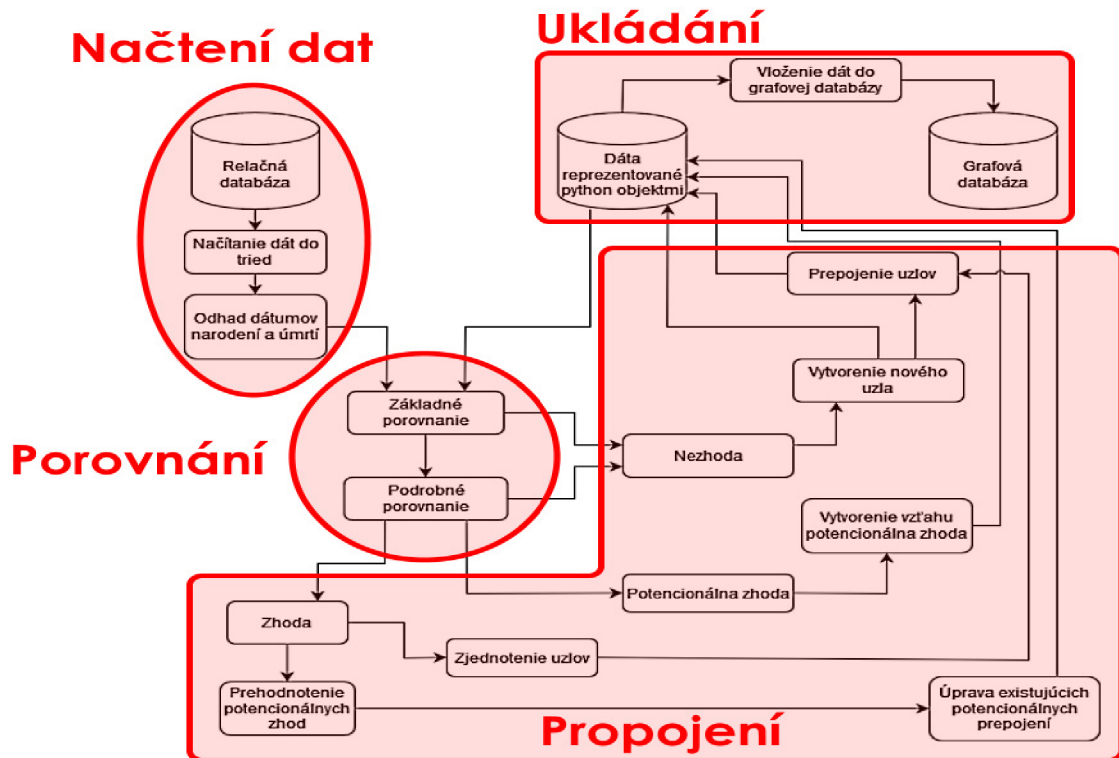 Načtení dat
Ukládání
Vloženie dát do
grafovej databázy
Relačná
databáza
Dáta
reprezentované
python objektmi
Grafová
databáza
Načítanie dát do
tried
Odhad dátumov
narodení a úmrtí
Prepojenie uzlov
Vytvorenie nového
uzla
Základné
porovnanie
Porovnání
Nezhoda
Podrobné
porovnanie
Vytvorenie vzťahu
potencionálna zhoda
Potencionálna zhoda
Zhoda
Zjednotenie uzlov
Prehodnotenie
potencionálnych
zhod
Úprava existujúcich
potencionálnych
prepojení
Propojení